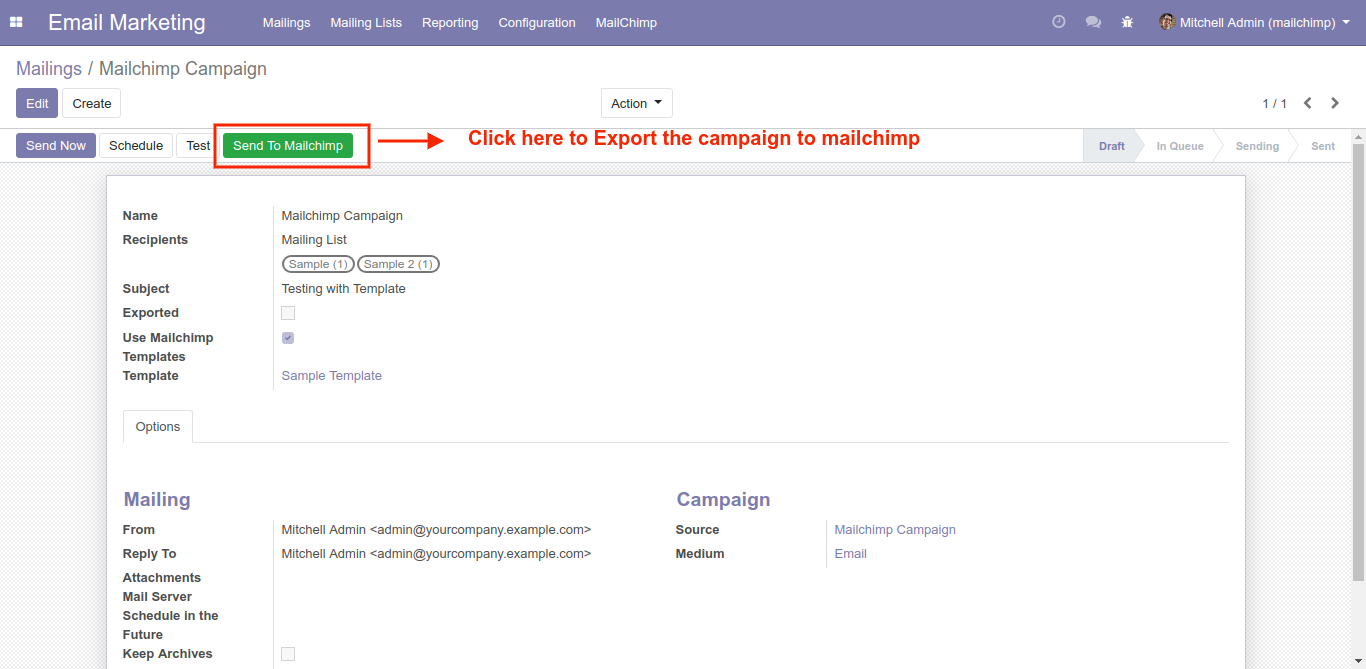 Email Marketing Mailings Mailing Lists Reporting Configuration MailChimp Mitchell Admin (mailchimp)
Mailings / Mailchimp Campaign
Edit Create Action 1 / 1
Send Now Schedule Test Send To Mailchimp Click here to Export the campaign to mailchimp Draft In Queue Sending Sent
Name Mailchimp Campaign
Recipients Mailing List
Sample (1) Sample 2 (1)
Subject Testing with Template
Exported
Use Mailchimp
Templates
Template Sample Template
Options
Mailing Campaign
From Mitchell Admin <admin@yourcompany.example.com> Source Mailchimp Campaign
Reply To Mitchell Admin <admin@yourcompany.example.com> Medium Email
Attachments
Mail Server
Schedule in the
Future
Keep Archives